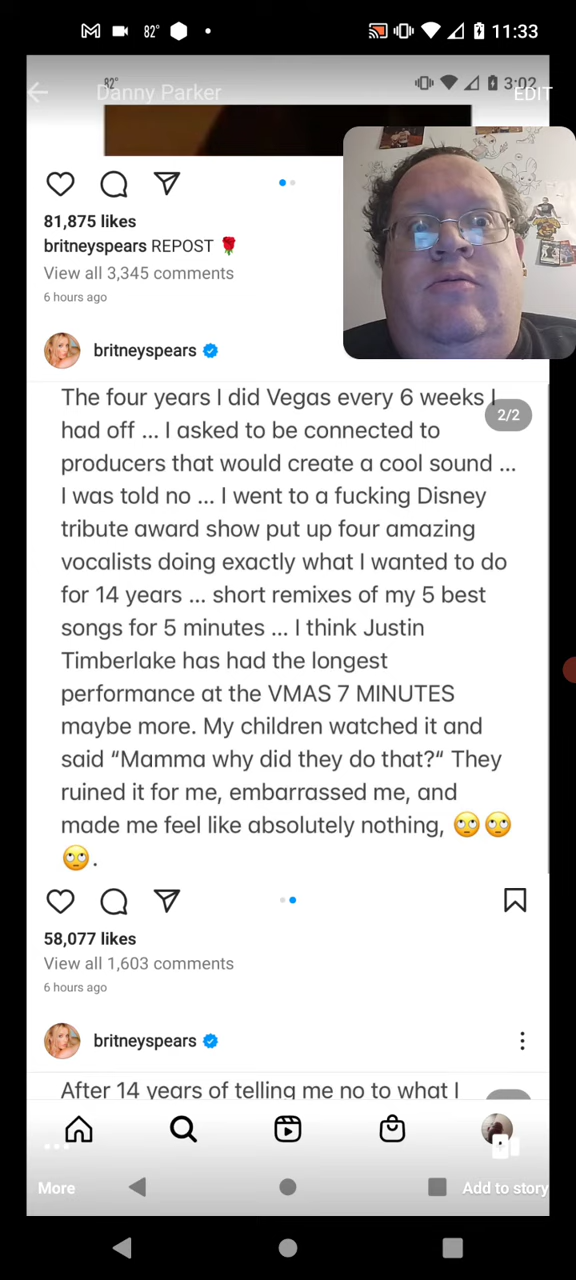 82° 11:33
82° 3:02
Danny Parker EDIT
81,875 likes
britneyspears REPOST 🌹
View all 3,345 comments
6 hours ago
britneyspears
2/2
The four years I did Vegas every 6 weeks I
had off ... I asked to be connected to
producers that would create a cool sound ...
I was told no ... I went to a fucking Disney
tribute award show put up four amazing
vocalists doing exactly what I wanted to do
for 14 years ... short remixes of my 5 best
songs for 5 minutes ... I think Justin
Timberlake has had the longest
performance at the VMAS 7 MINUTES
maybe more. My children watched it and
said “Mamma why did they do that?“ They
ruined it for me, embarrassed me, and
made me feel like absolutely nothing, 🙄🙄
🙄.
58,077 likes
View all 1,603 comments
6 hours ago
britneyspears
After 14 years of telling me no to what I
More Add to story